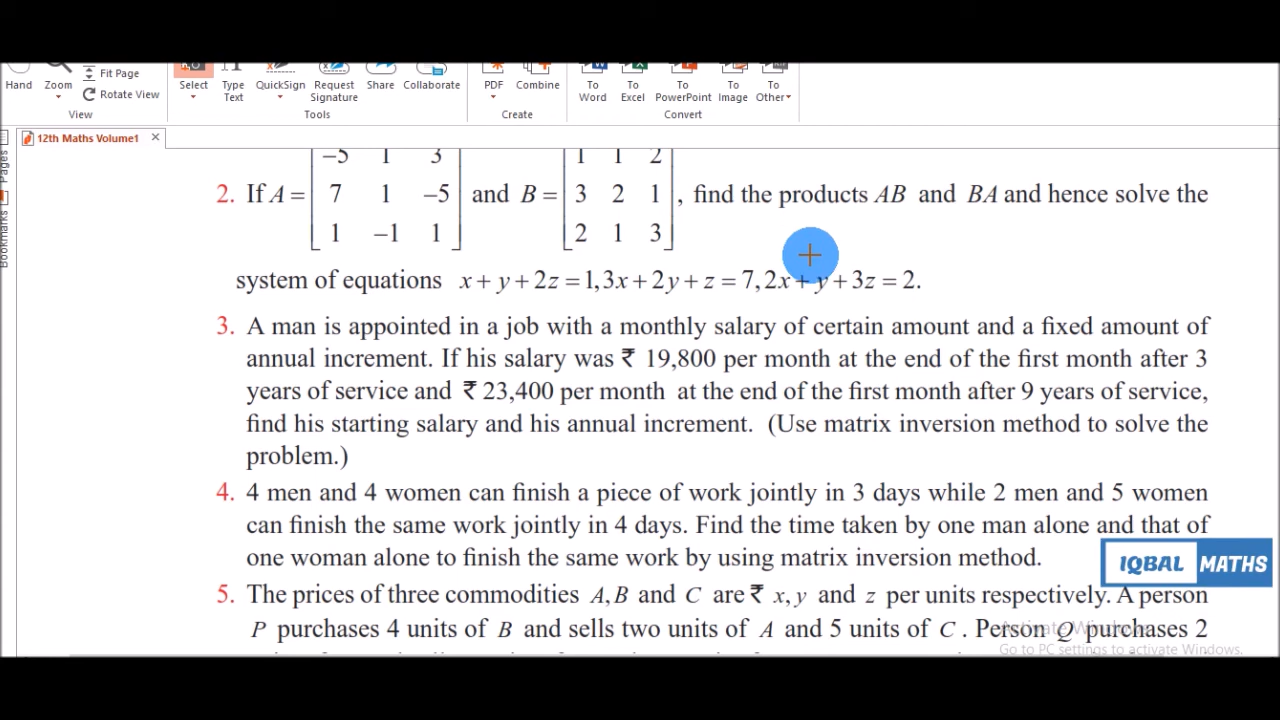 Fit Page
Hand Zoom Rotate View
Select Type Text QuickSign Request Signature Share Collaborate
PDF Combine
To Word To Excel To PowerPoint To Image To Other
View Tools Create Convert
12th Maths Volume1 ×
Pages
Bookmarks
−5 1 3 1 1 2
2. If A = 7 1 −5 and B = 3 2 1 , find the products AB and BA and hence solve the
1 −1 1 2 1 3
system of equations x + y + 2z = 1, 3x + 2y + z = 7, 2x + y + 3z = 2.
3. A man is appointed in a job with a monthly salary of certain amount and a fixed amount of
annual increment. If his salary was ₹ 19,800 per month at the end of the first month after 3
years of service and ₹ 23,400 per month at the end of the first month after 9 years of service,
find his starting salary and his annual increment. (Use matrix inversion method to solve the
problem.)
4. 4 men and 4 women can finish a piece of work jointly in 3 days while 2 men and 5 women
can finish the same work jointly in 4 days. Find the time taken by one man alone and that of
one woman alone to finish the same work by using matrix inversion method.
IQBAL MATHS
5. The prices of three commodities A, B and C are ₹ x, y and z per units respectively. A person
P purchases 4 units of B and sells two units of A and 5 units of C. Person Q purchases 2
Activate Windows
Go to PC settings to activate Windows.